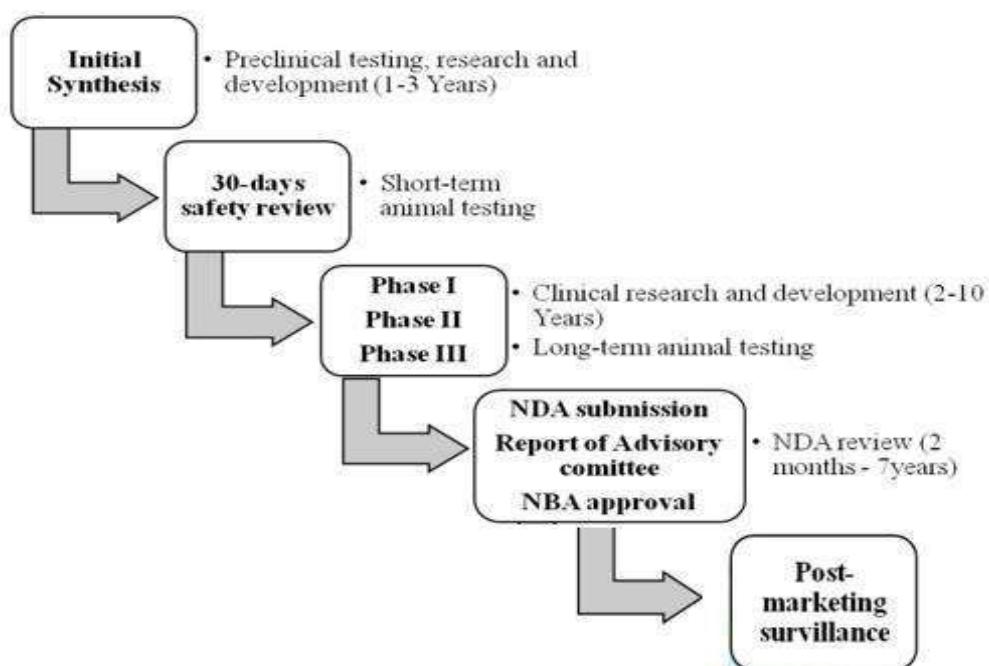 Initial
Synthesis
• Preclinical testing, research and
development (1-3 Years)
30-days
safety review
• Short-term
animal testing
Phase I
Phase II
Phase III
• Clinical research and development (2-10
Years)
• Long-term animal testing
NDA submission
Report of Advisory
comittee
NBA approval
• NDA review (2
months - 7years)
Post-
marketing
survillance